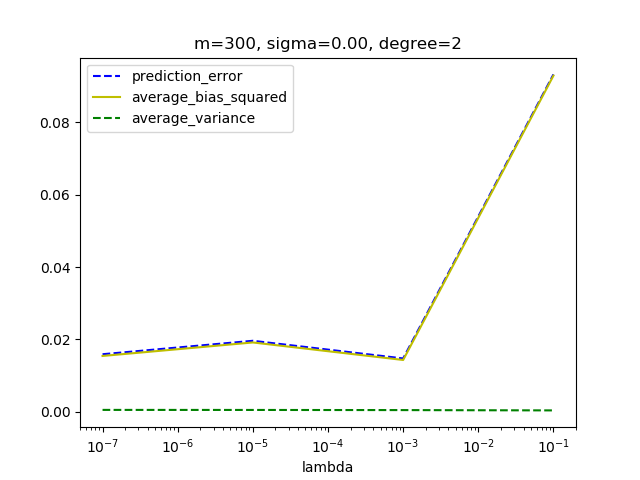 m=300, sigma=0.00, degree=2
prediction_error
average_bias_squared
average_variance
0.08
0.06
0.04
0.02
0.00
10⁻⁷ 10⁻⁶ 10⁻⁵ 10⁻⁴ 10⁻³ 10⁻² 10⁻¹
lambda